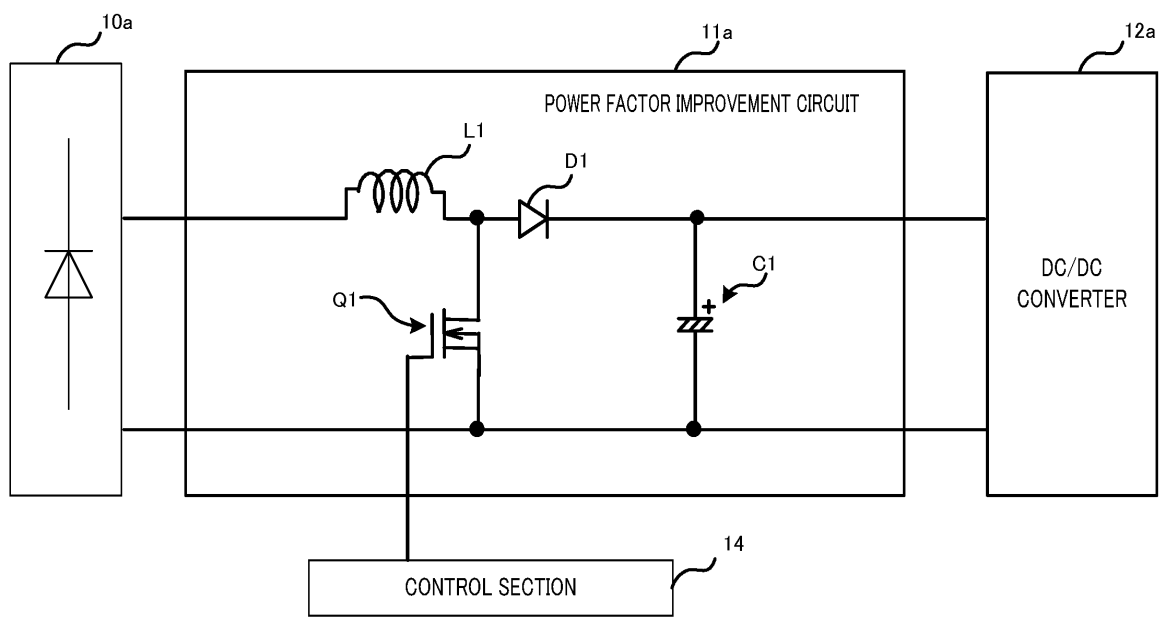 10a
11a
12a
POWER FACTOR IMPROVEMENT CIRCUIT
L1
D1
Q1
+
C1
DC/DC
CONVERTER
14
CONTROL SECTION